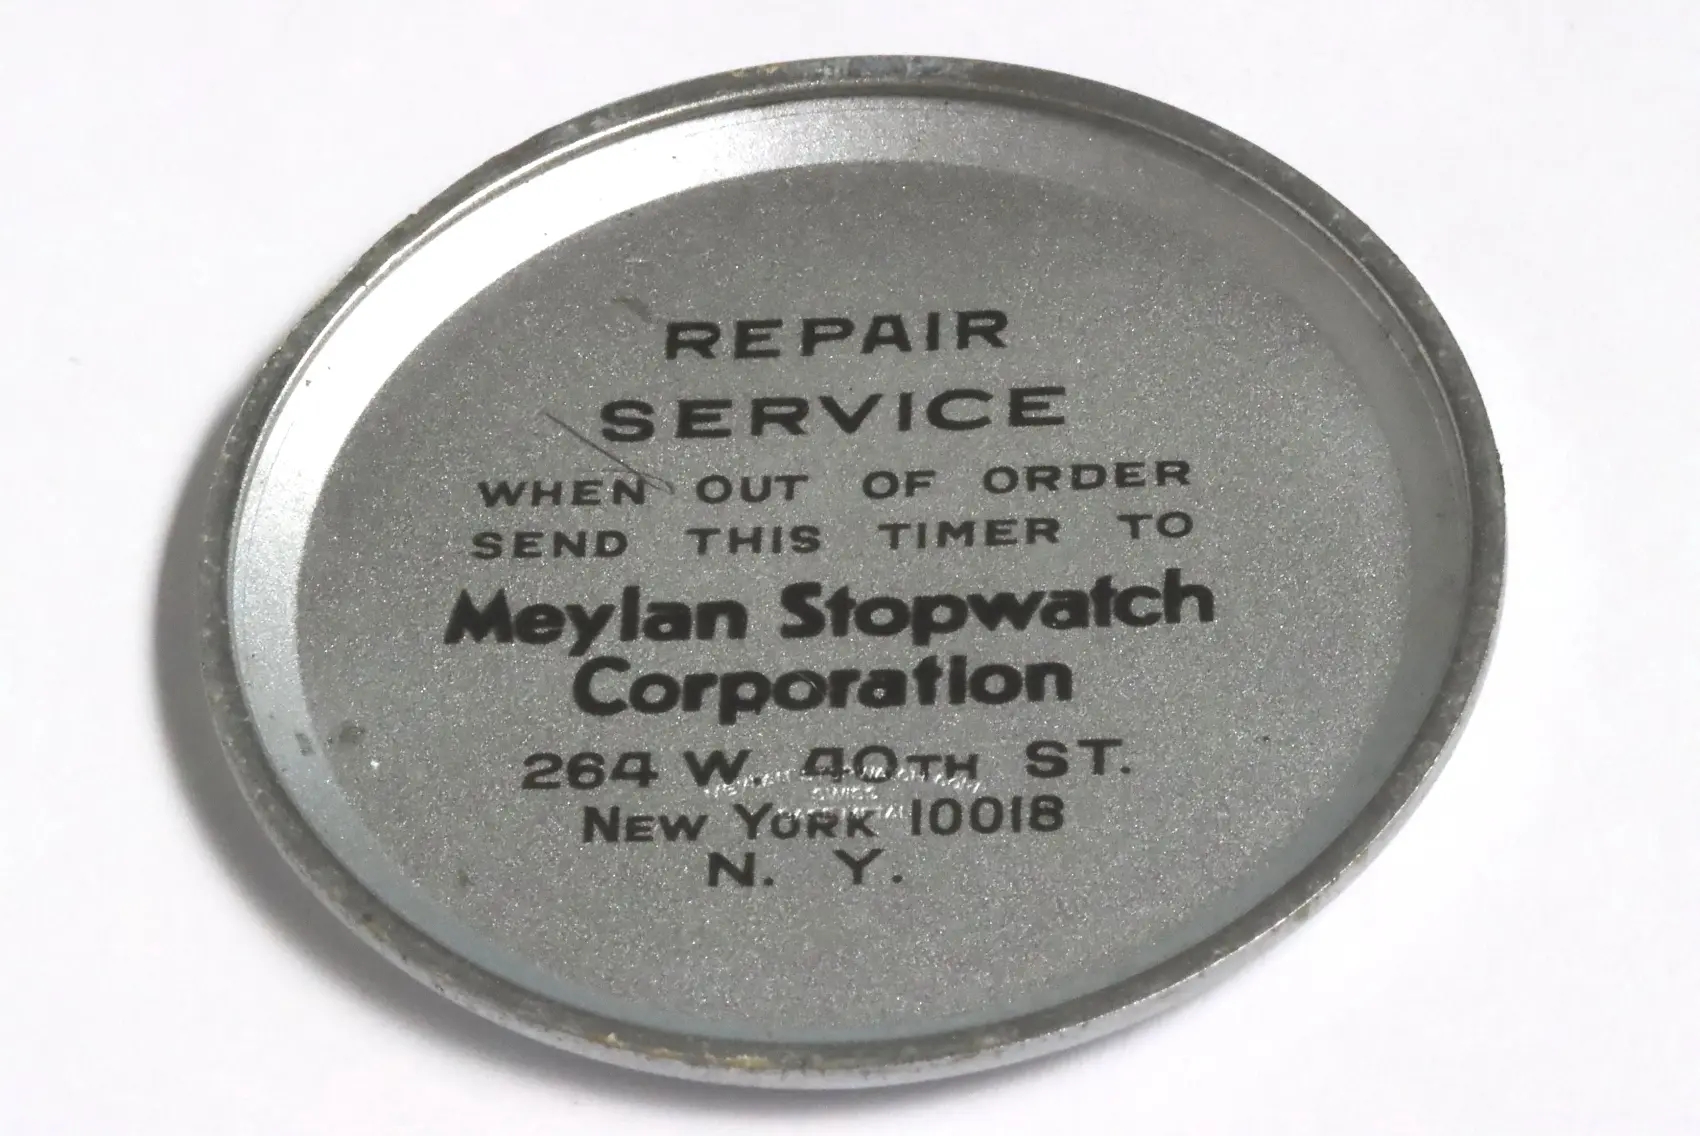 REPAIR
SERVICE
WHEN OUT OF ORDER
SEND THIS TIMER TO
Meylan Stopwatch
Corporation
264 W. 40TH ST.
NEW YORK 10018
N. Y.